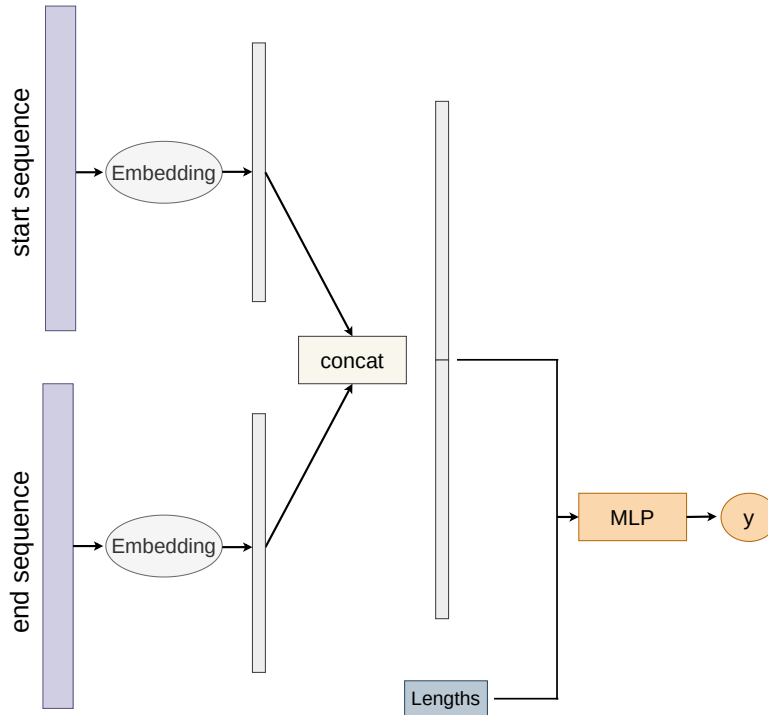 start sequence
Embedding
concat
end sequence
Embedding
MLP
y
Lengths